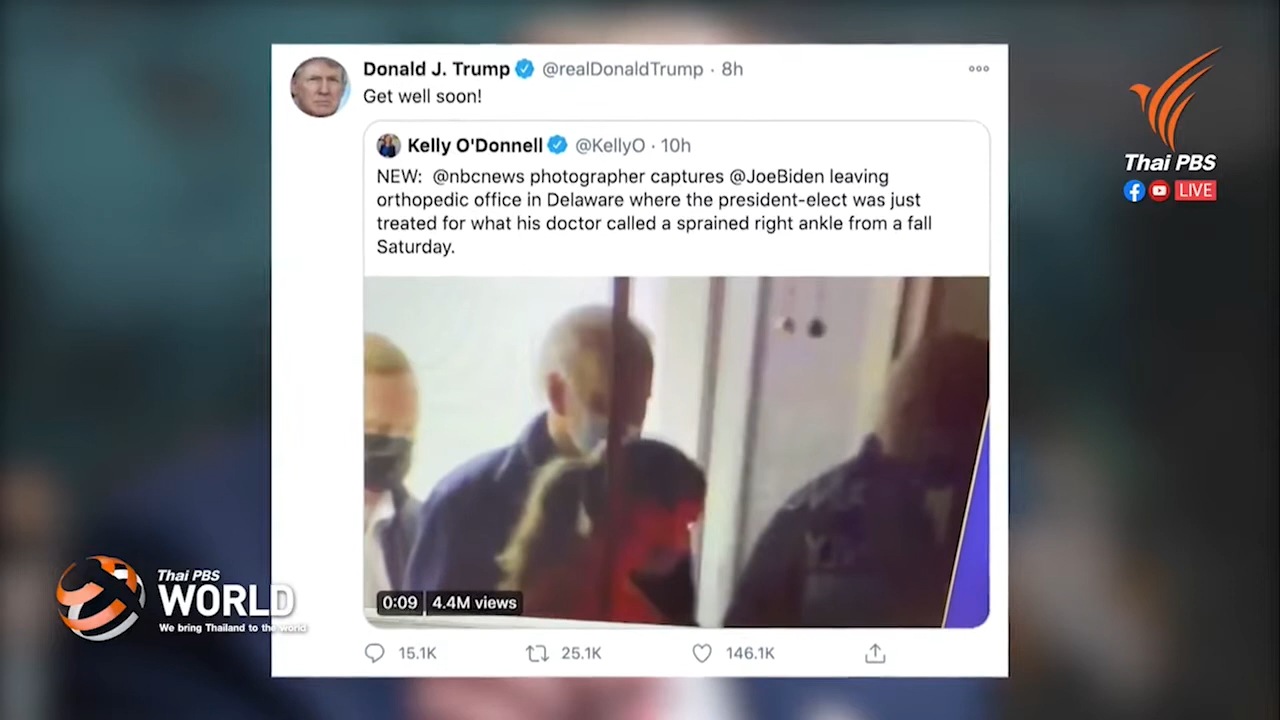 Donald J. Trump @realDonaldTrump · 8h
Get well soon!
Kelly O'Donnell @KellyO · 10h
NEW: @nbcnews photographer captures @JoeBiden leaving
orthopedic office in Delaware where the president-elect was just
treated for what his doctor called a sprained right ankle from a fall
Saturday.
0:09 4.4M views
15.1K 25.1K 146.1K
Thai PBS
LIVE
Thai PBS
WORLD
We bring Thailand to the world